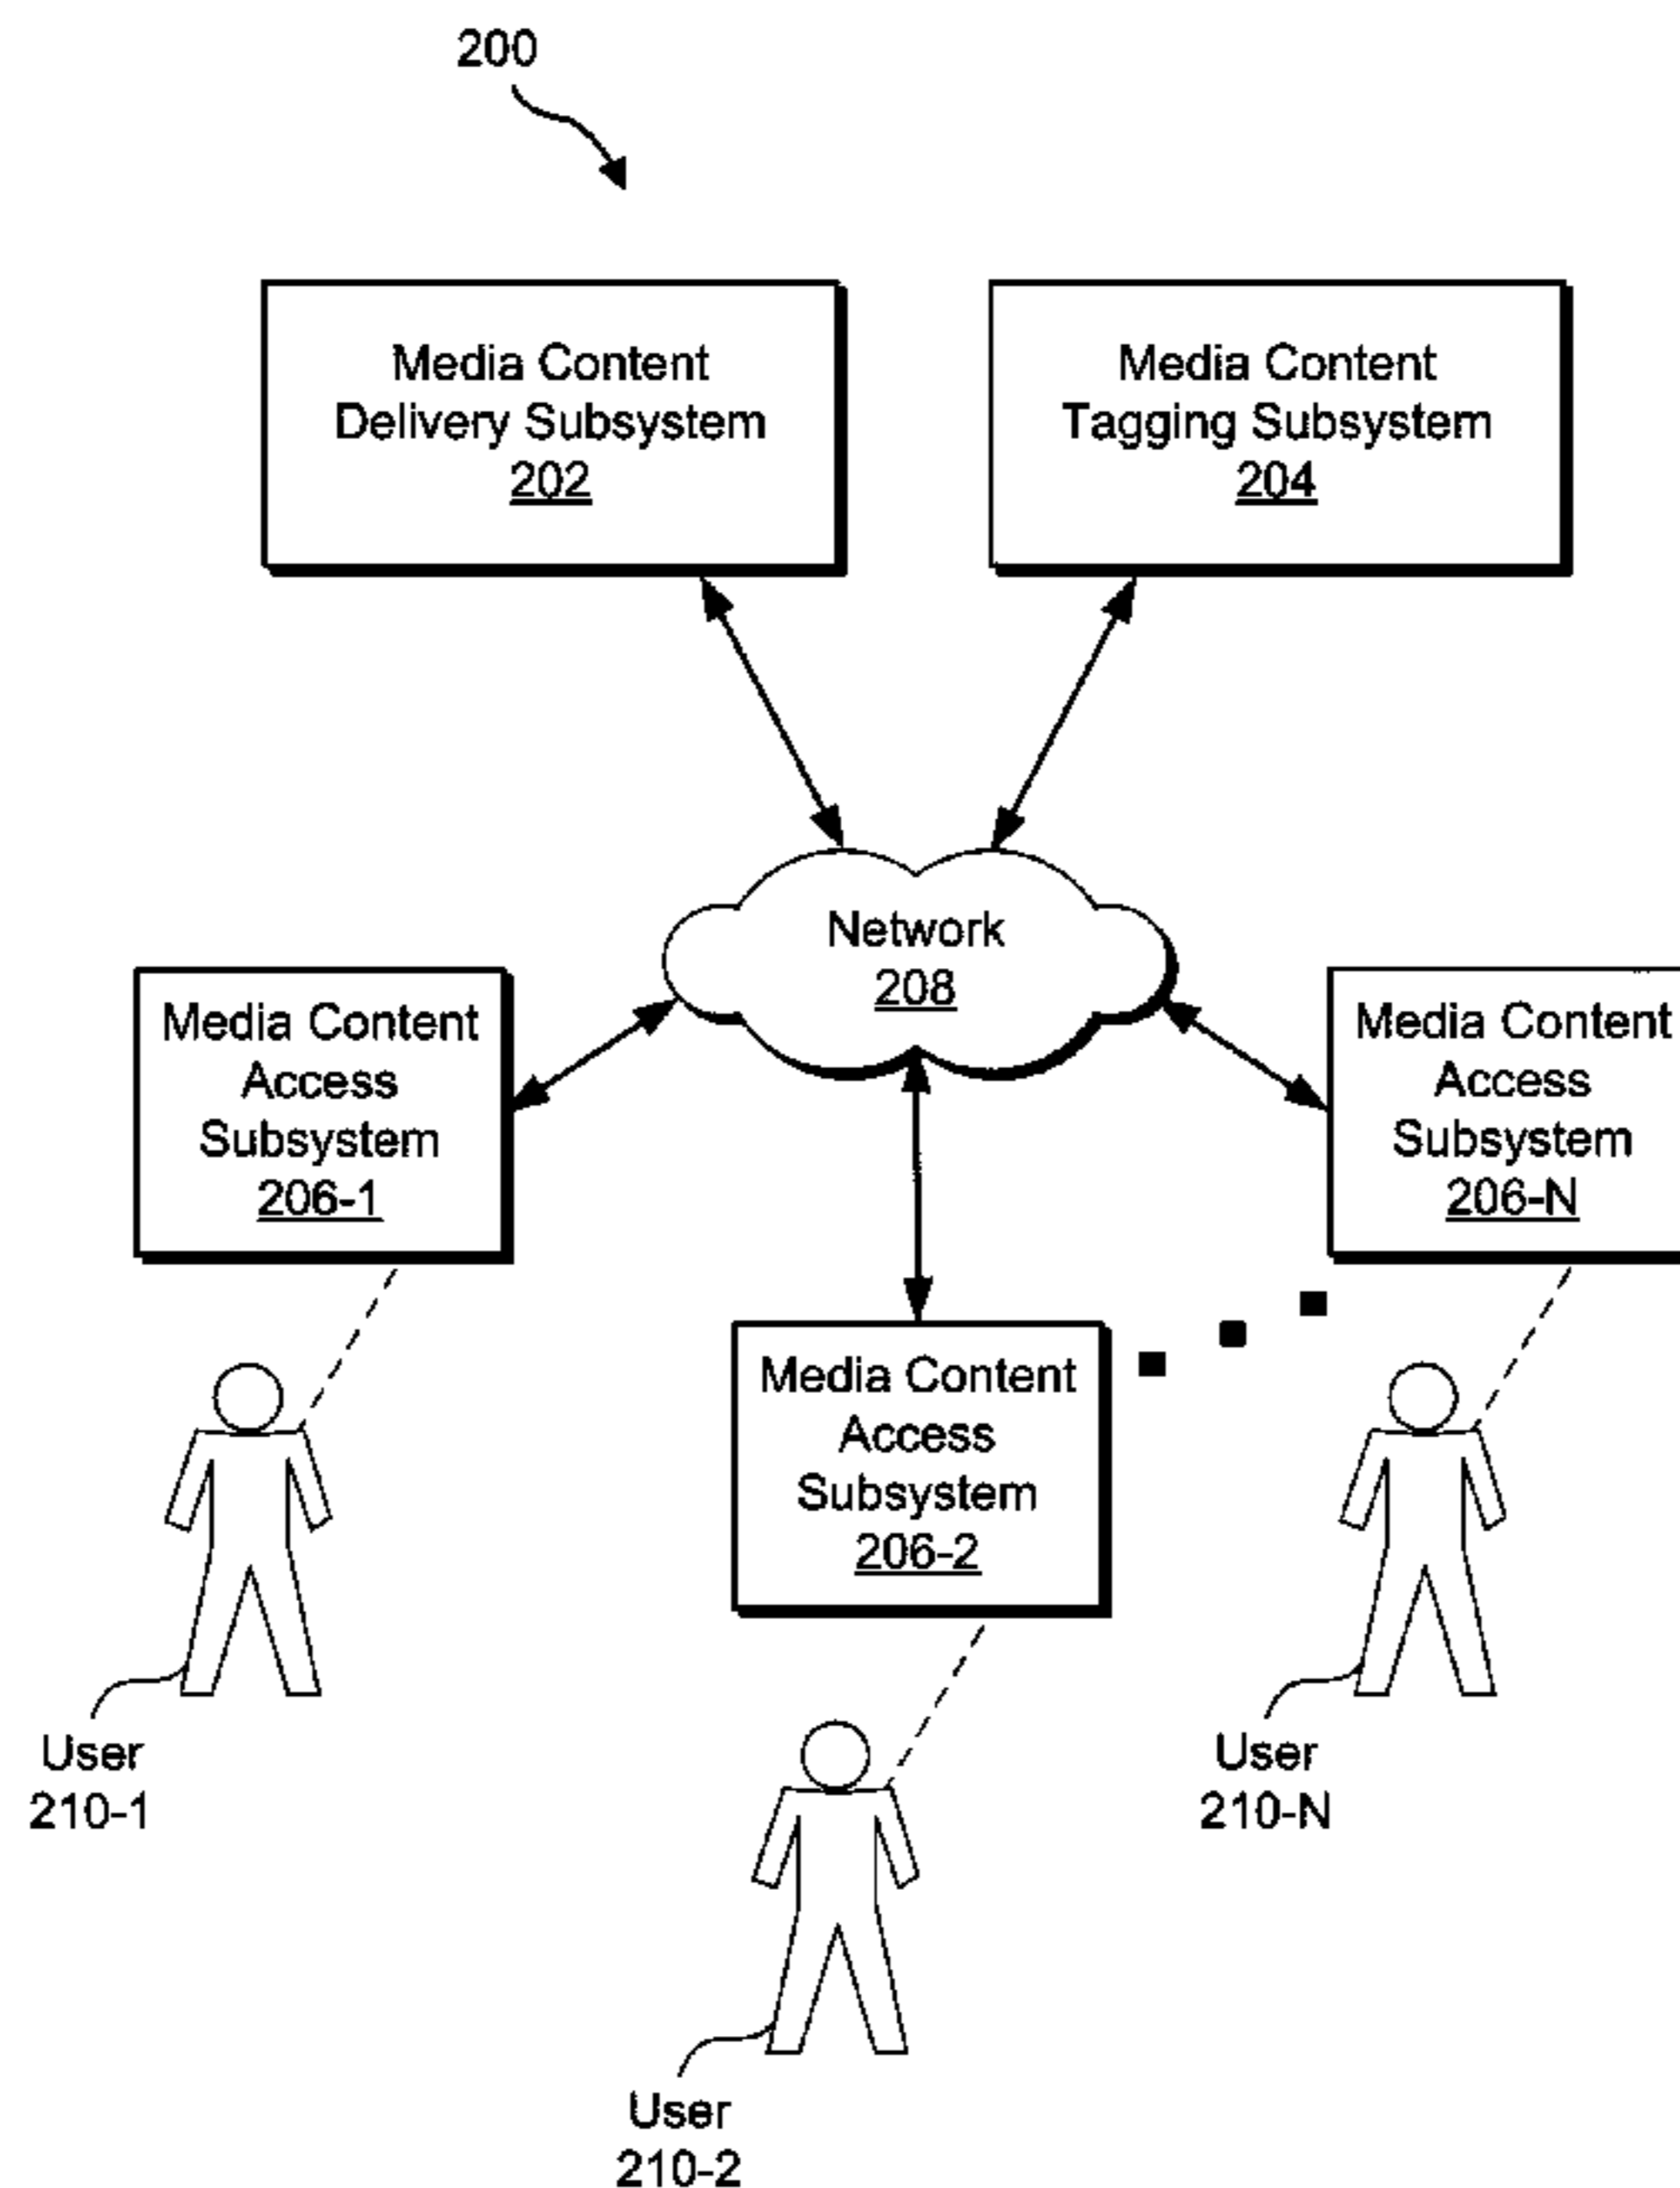 200
Media Content
Delivery Subsystem
202
Media Content
Tagging Subsystem
204
Network
208
Media Content
Access
Subsystem
206-1
Media Content
Access
Subsystem
206-N
Media Content
Access
Subsystem
206-2
User
210-1
User
210-N
User
210-2